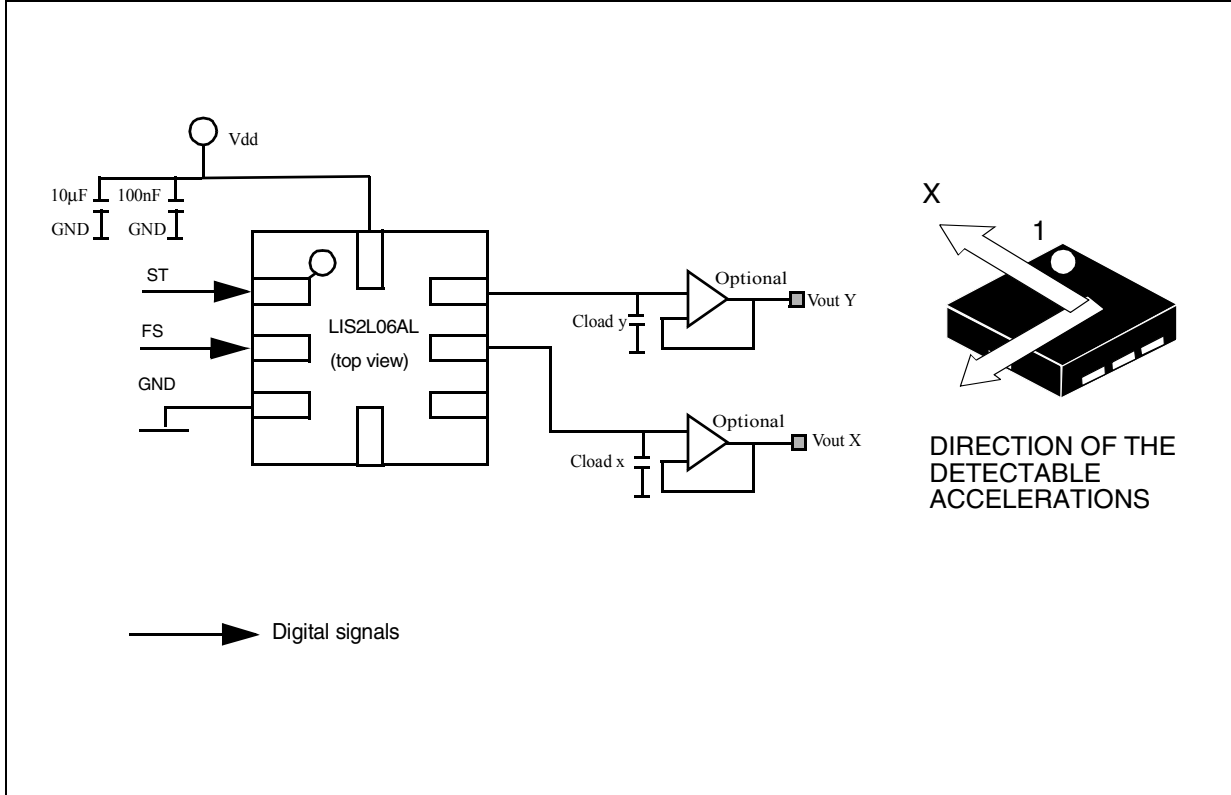 Vdd
10µF 100nF
GND GND
ST
FS
GND
LIS2L06AL
(top view)
Optional
Cload y
Vout Y
Optional
Cload x
Vout X
X
1
DIRECTION OF THE
DETECTABLE
ACCELERATIONS
Digital signals